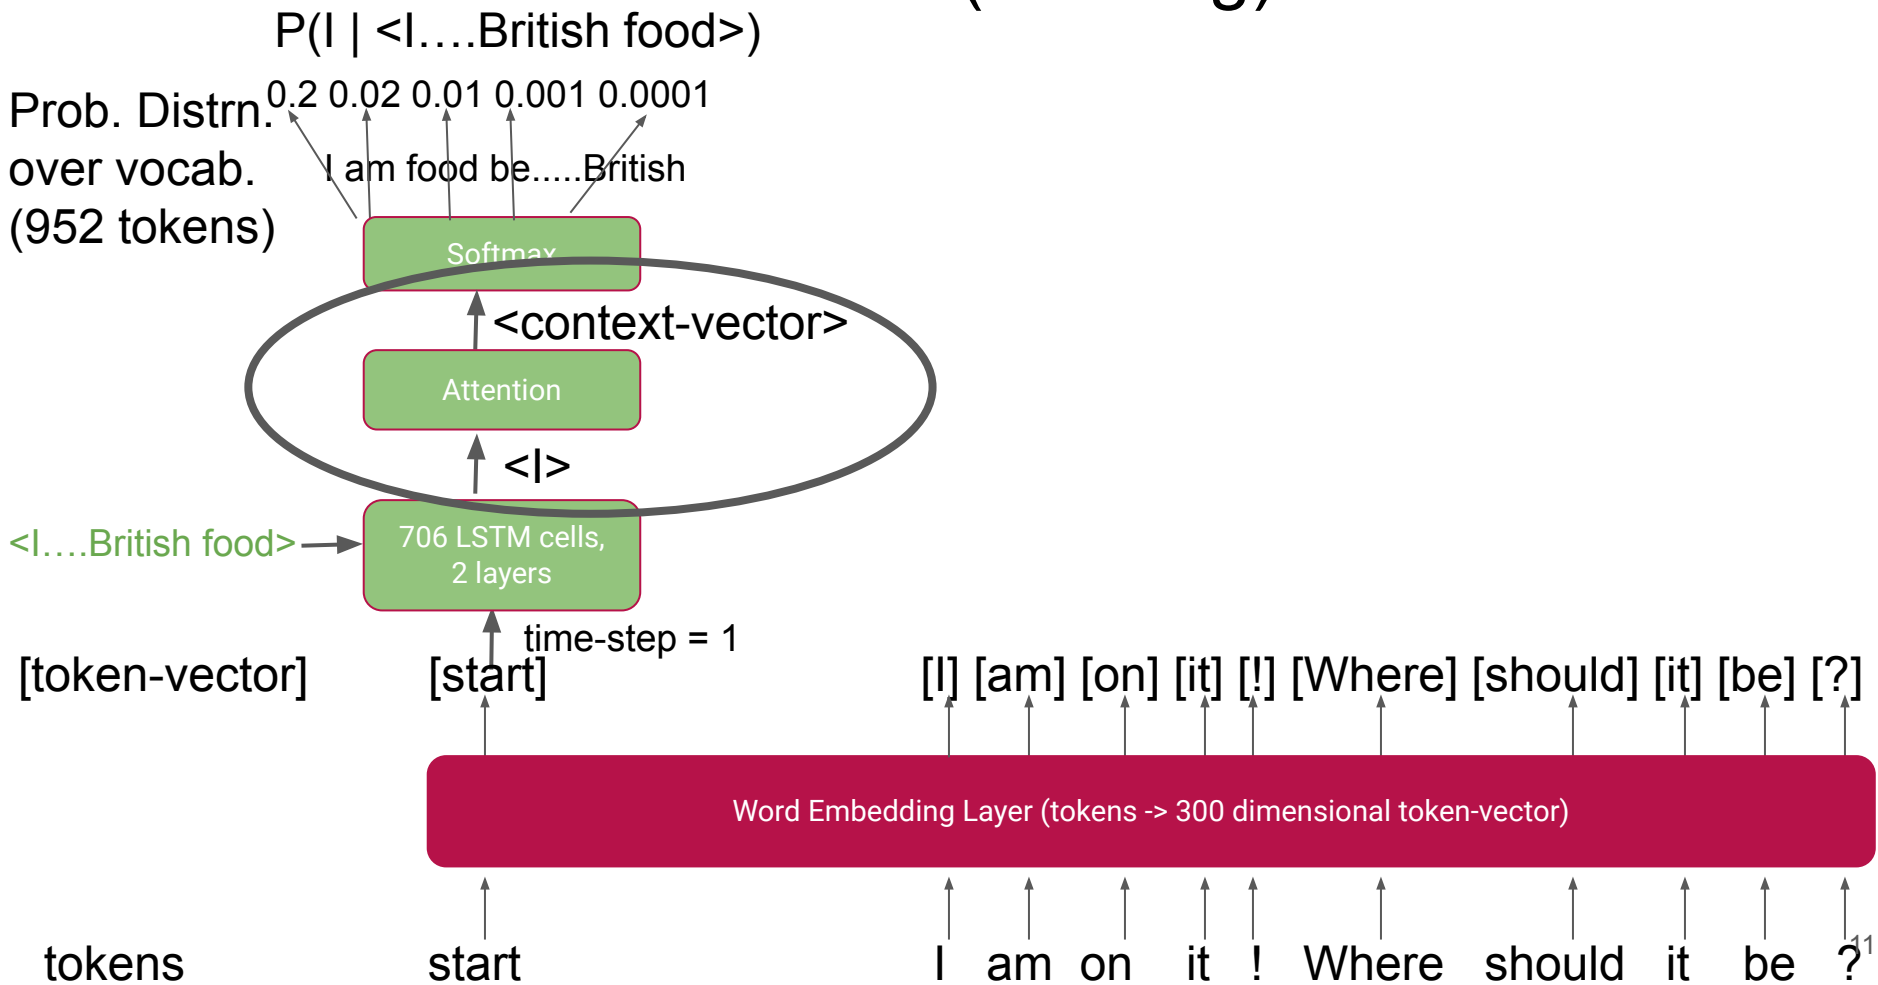 P(I | <I....British food>)
0.2 0.02 0.01 0.001 0.0001
Prob. Distrn.
over vocab.
(952 tokens)
I am food be.....British
Softmax
<context-vector>
Attention
<I>
<I....British food>
706 LSTM cells,
2 layers
time-step = 1
[token-vector] [start] [I] [am] [on] [it] [!] [Where] [should] [it] [be] [?]
Word Embedding Layer (tokens -> 300 dimensional token-vector)
tokens start I am on it ! Where should it be ?
11